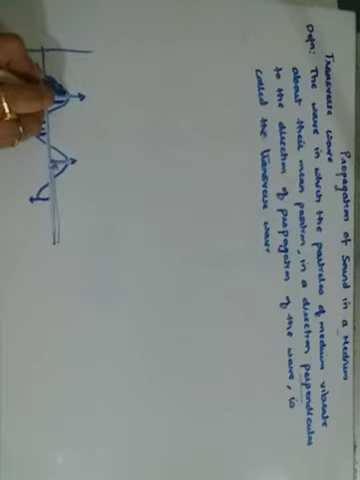 Propagation of Sound in a Medium
Transverse wave
Defn: The wave in which the particles of medium vibrate
about their mean position, in a direction perpendicular
to the direction of propagation of the wave, is
called the transverse wave